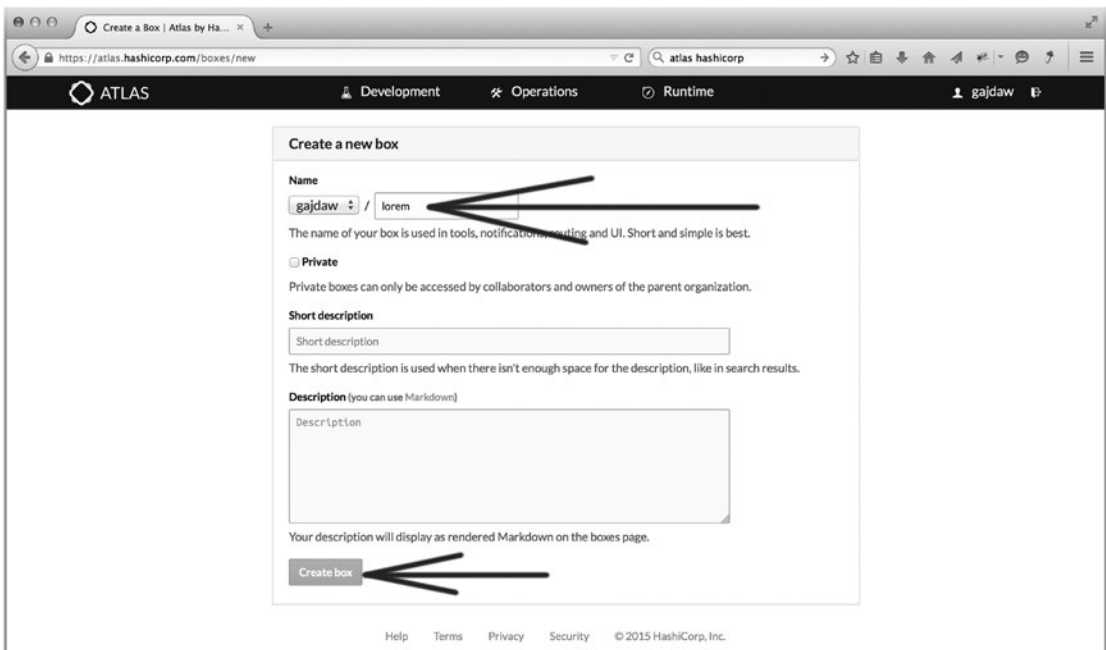 Create a Box | Atlas by Ha... × +
https://atlas.hashicorp.com/boxes/new
atlas hashicorp
ATLAS Development Operations Runtime gajdaw
Create a new box
Name
gajdaw / lorem
The name of your box is used in tools, notifications, routing and UI. Short and simple is best.
Private
Private boxes can only be accessed by collaborators and owners of the parent organization.
Short description
Short description
The short description is used when there isn't enough space for the description, like in search results.
Description (you can use Markdown)
Description
Your description will display as rendered Markdown on the boxes page.
Create box
Help Terms Privacy Security © 2015 HashiCorp, Inc.